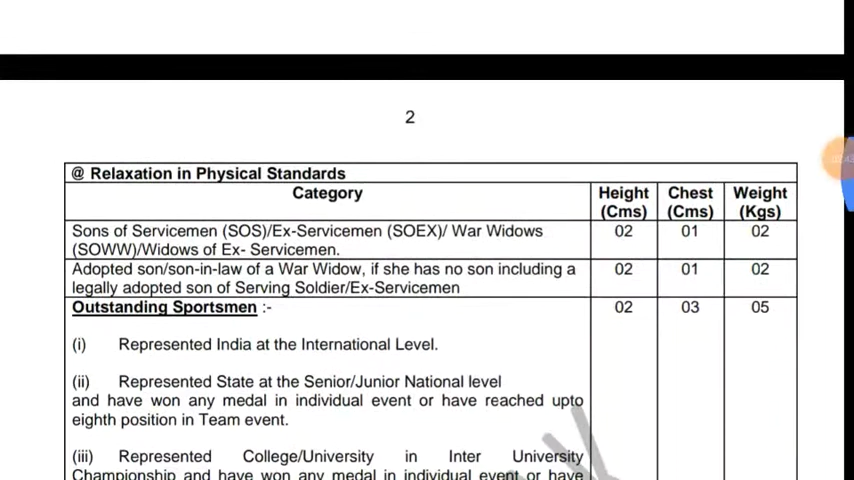 2
@ Relaxation in Physical Standards
Category Height (Cms) Chest (Cms) Weight (Kgs)
Sons of Servicemen (SOS)/Ex-Servicemen (SOEX)/ War Widows 02 01 02
(SOWW)/Widows of Ex- Servicemen.
Adopted son/son-in-law of a War Widow, if she has no son including a 02 01 02
legally adopted son of Serving Soldier/Ex-Servicemen
Outstanding Sportsmen :- 02 03 05
(i) Represented India at the International Level.
(ii) Represented State at the Senior/Junior National level
and have won any medal in individual event or have reached upto
eighth position in Team event.
(iii) Represented College/University in Inter University
Championship and have won any medal in individual event or have